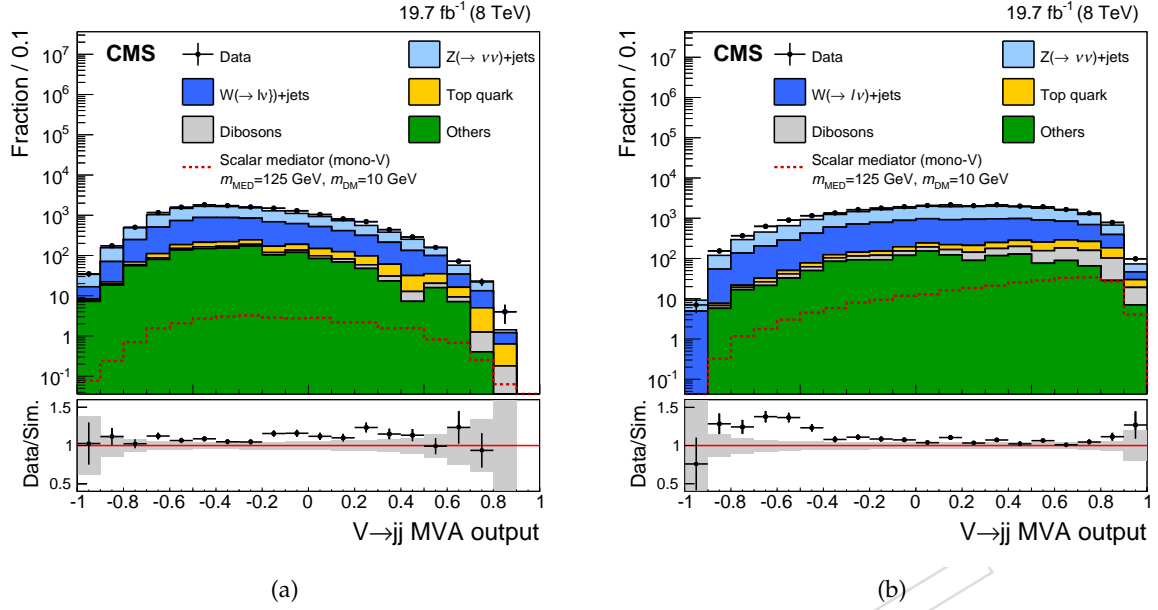 19.7 fb⁻¹ (8 TeV)
CMS
Data
Z(→ νν)+jets
W(→ lν})+jets
Top quark
Dibosons
Others
Scalar mediator (mono-V)
m_MED=125 GeV, m_DM=10 GeV
Fraction / 0.1
10⁷
10⁶
10⁵
10⁴
10³
10²
10
1
10⁻¹
Data/Sim.
1.5
1
0.5
-1 -0.8 -0.6 -0.4 -0.2 0 0.2 0.4 0.6 0.8 1
V→jj MVA output
(a)
19.7 fb⁻¹ (8 TeV)
CMS
Data
Z(→ νν)+jets
W(→ lν)+jets
Top quark
Dibosons
Others
Scalar mediator (mono-V)
m_MED=125 GeV, m_DM=10 GeV
Fraction / 0.1
10⁷
10⁶
10⁵
10⁴
10³
10²
10
1
10⁻¹
Data/Sim.
1.5
1
0.5
-1 -0.8 -0.6 -0.4 -0.2 0 0.2 0.4 0.6 0.8 1
V→jj MVA output
(b)